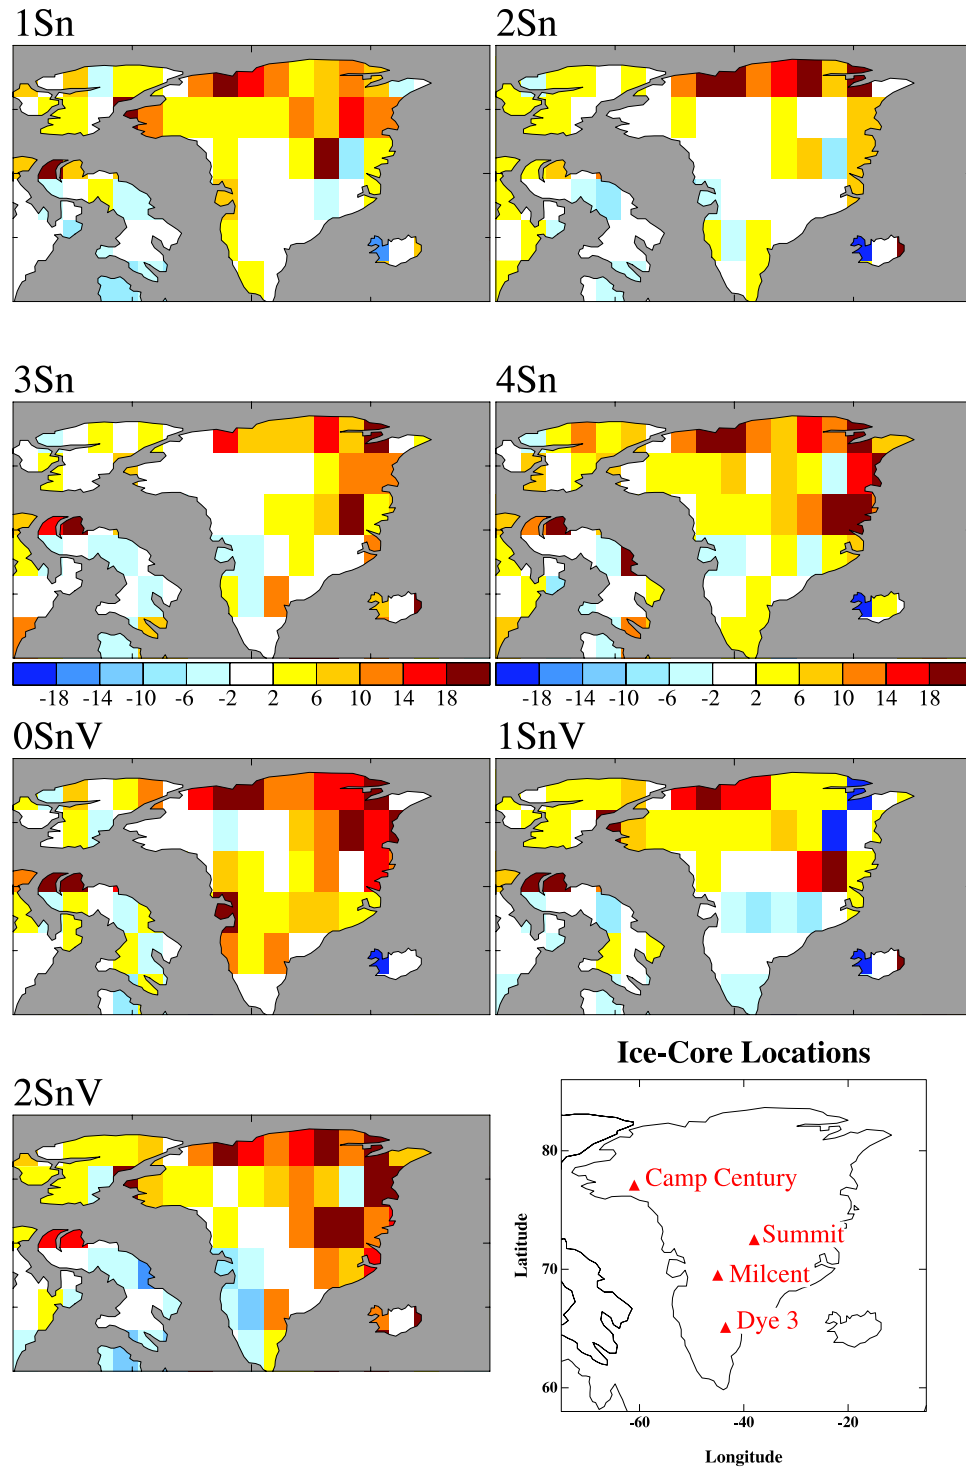 1Sn 2Sn
3Sn 4Sn
-18 -14 -10 -6 -2 2 6 10 14 18 -18 -14 -10 -6 -2 2 6 10 14 18
0SnV 1SnV
Ice-Core Locations
2SnV
80
Camp Century
Summit
Latitude
70
Milcent
Dye 3
60
-60 -40 -20
Longitude